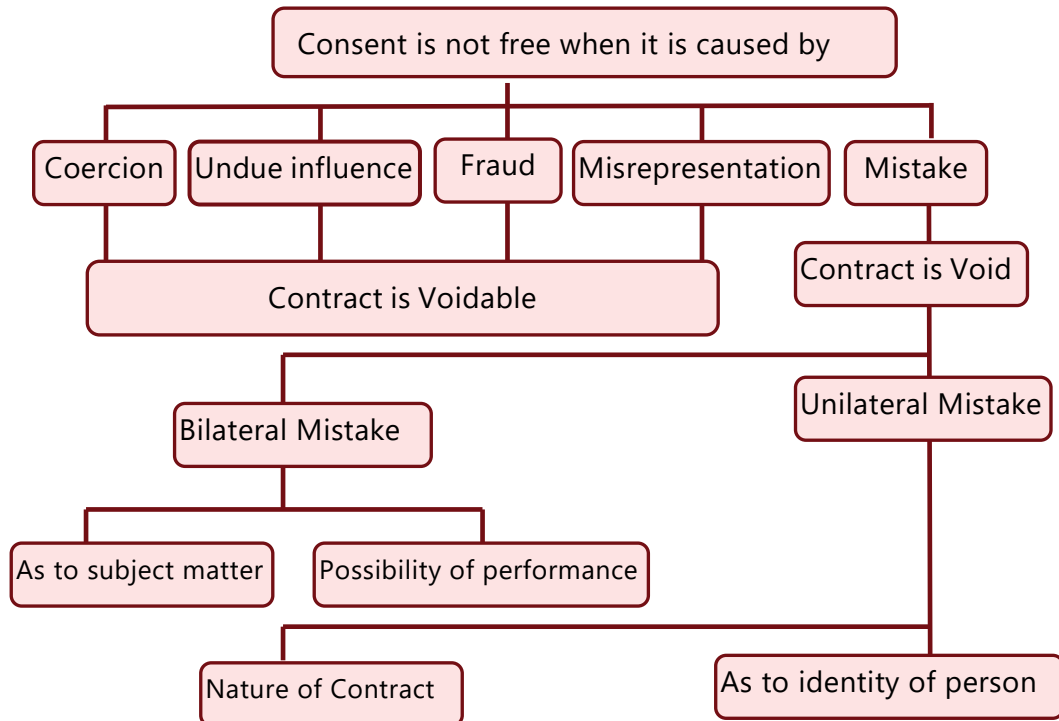 Consent is not free when it is caused by
Coercion
Undue influence
Fraud
Misrepresentation
Mistake
Contract is Voidable
Contract is Void
Bilateral Mistake
Unilateral Mistake
As to subject matter
Possibility of performance
Nature of Contract
As to identity of person